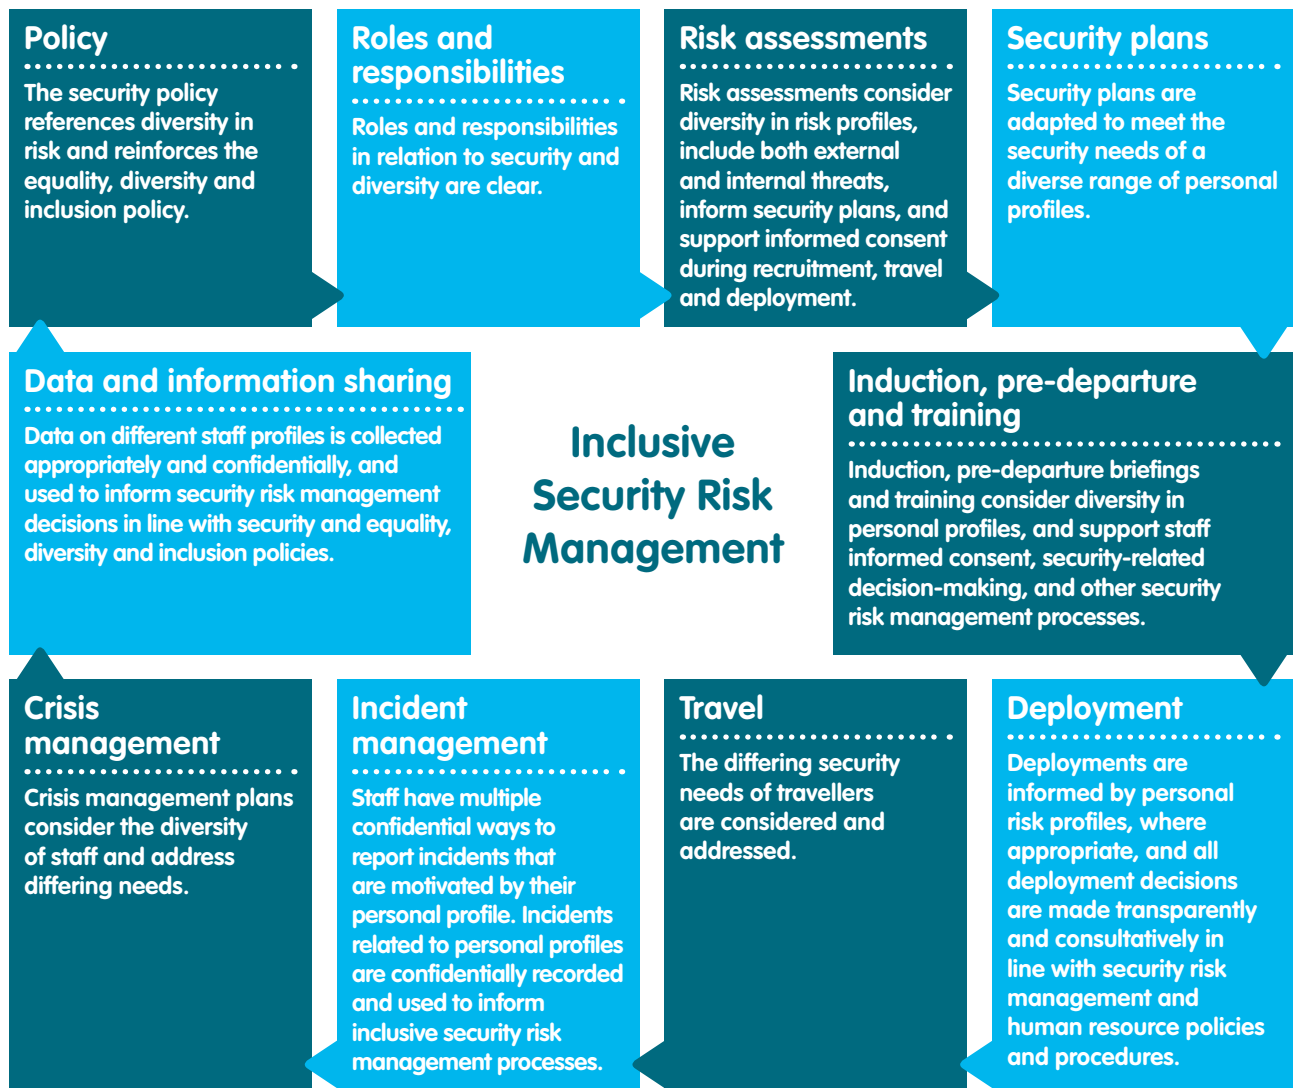 Policy
The security policy
references diversity in
risk and reinforces the
equality, diversity and
inclusion policy.
Roles and
responsibilities
Roles and responsibilities
in relation to security and
diversity are clear.
Risk assessments
Risk assessments consider
diversity in risk profiles,
include both external
and internal threats,
inform security plans, and
support informed consent
during recruitment, travel
and deployment.
Security plans
Security plans are
adapted to meet the
security needs of a
diverse range of personal
profiles.
Data and information sharing
Data on different staff profiles is collected
appropriately and confidentially, and
used to inform security risk management
decisions in line with security and equality,
diversity and inclusion policies.
Inclusive
Security Risk
Management
Induction, pre-departure
and training
Induction, pre-departure briefings
and training consider diversity in
personal profiles, and support staff
informed consent, security-related
decision-making, and other security
risk management processes.
Crisis
management
Crisis management plans
consider the diversity
of staff and address
differing needs.
Incident
management
Staff have multiple
confidential ways to
report incidents that
are motivated by their
personal profile. Incidents
related to personal profiles
are confidentially recorded
and used to inform
inclusive security risk
management processes.
Travel
The differing security
needs of travellers
are considered and
addressed.
Deployment
Deployments are
informed by personal
risk profiles, where
appropriate, and all
deployment decisions
are made transparently
and consultatively in
line with security risk
management and
human resource policies
and procedures.